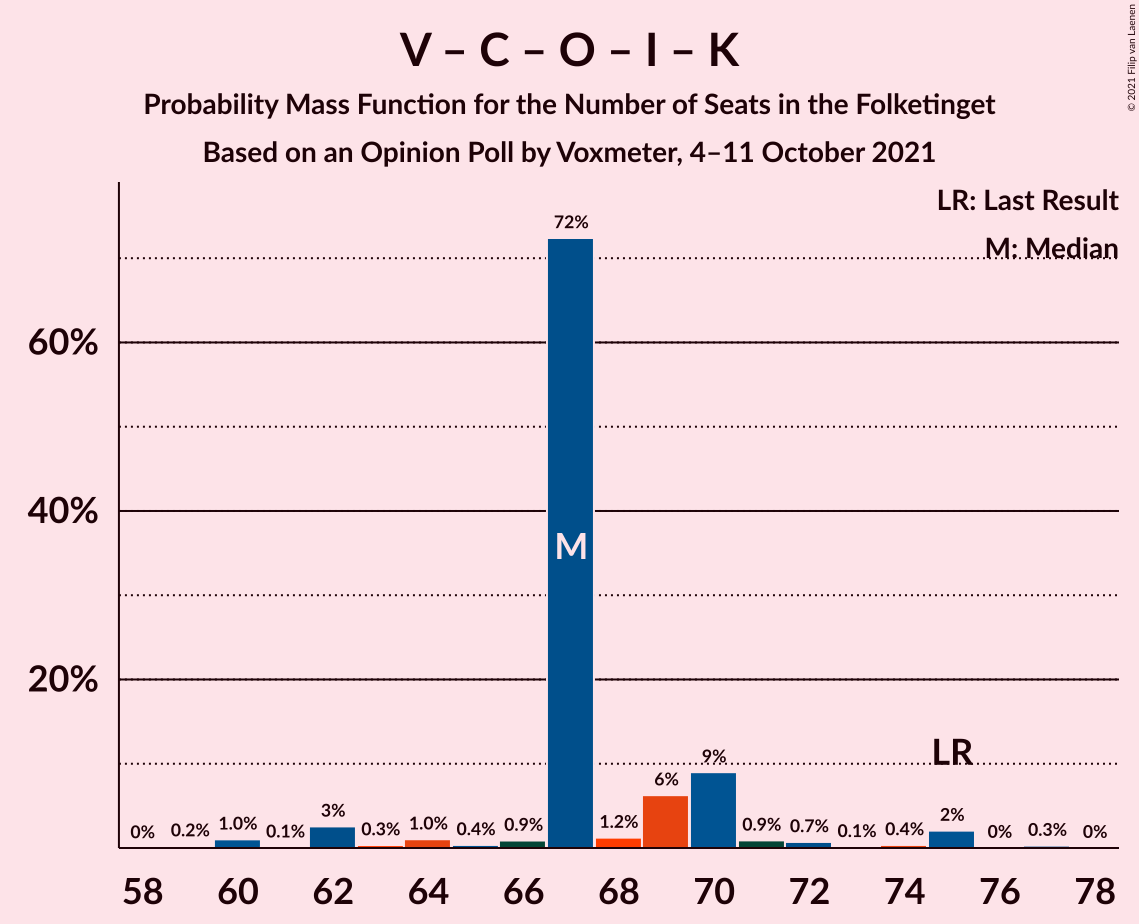 V – C – O – I – K
Probability Mass Function for the Number of Seats in the Folketinget
Based on an Opinion Poll by Voxmeter, 4–11 October 2021
© 2021 Filip van Laenen
LR: Last Result
M: Median
60%
40%
20%
0%
0.2%
1.0%
0.1%
3%
0.3%
1.0%
0.4%
0.9%
72%
M
1.2%
6%
9%
0.9%
0.7%
0.1%
0.4%
LR
2%
0%
0.3%
0%
58 60 62 64 66 68 70 72 74 76 78